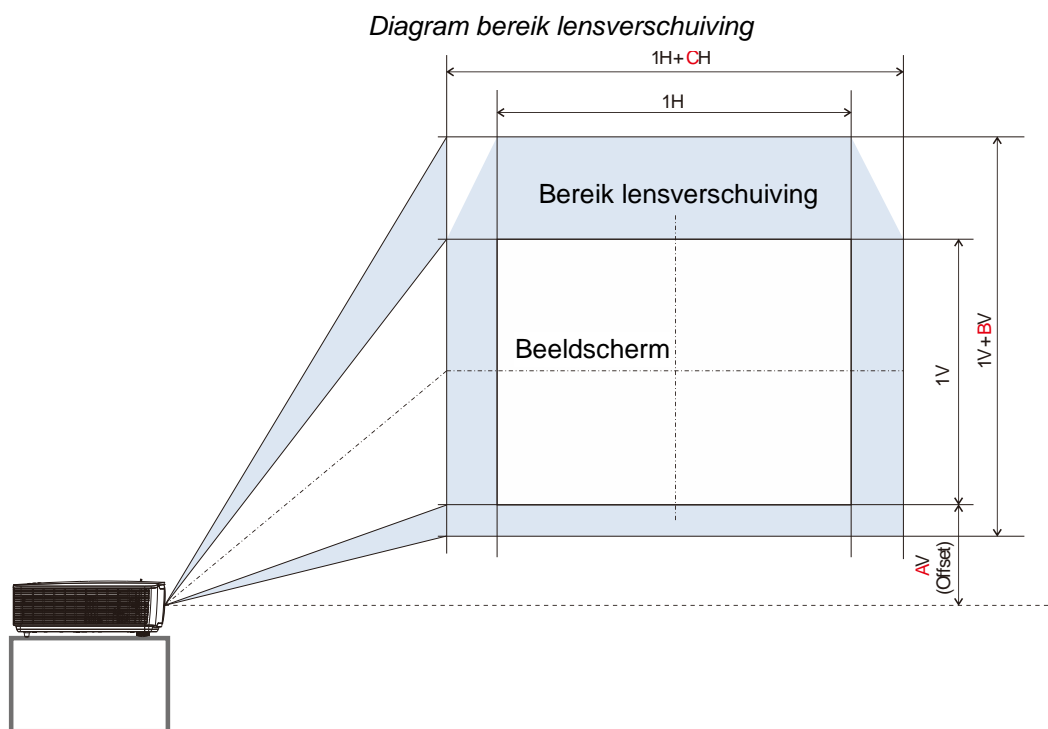 Diagram bereik lensverschuiving
1H+CH
1H
Bereik lensverschuiving
Beeldscherm
1V
1V+BV
AV
(Offset)